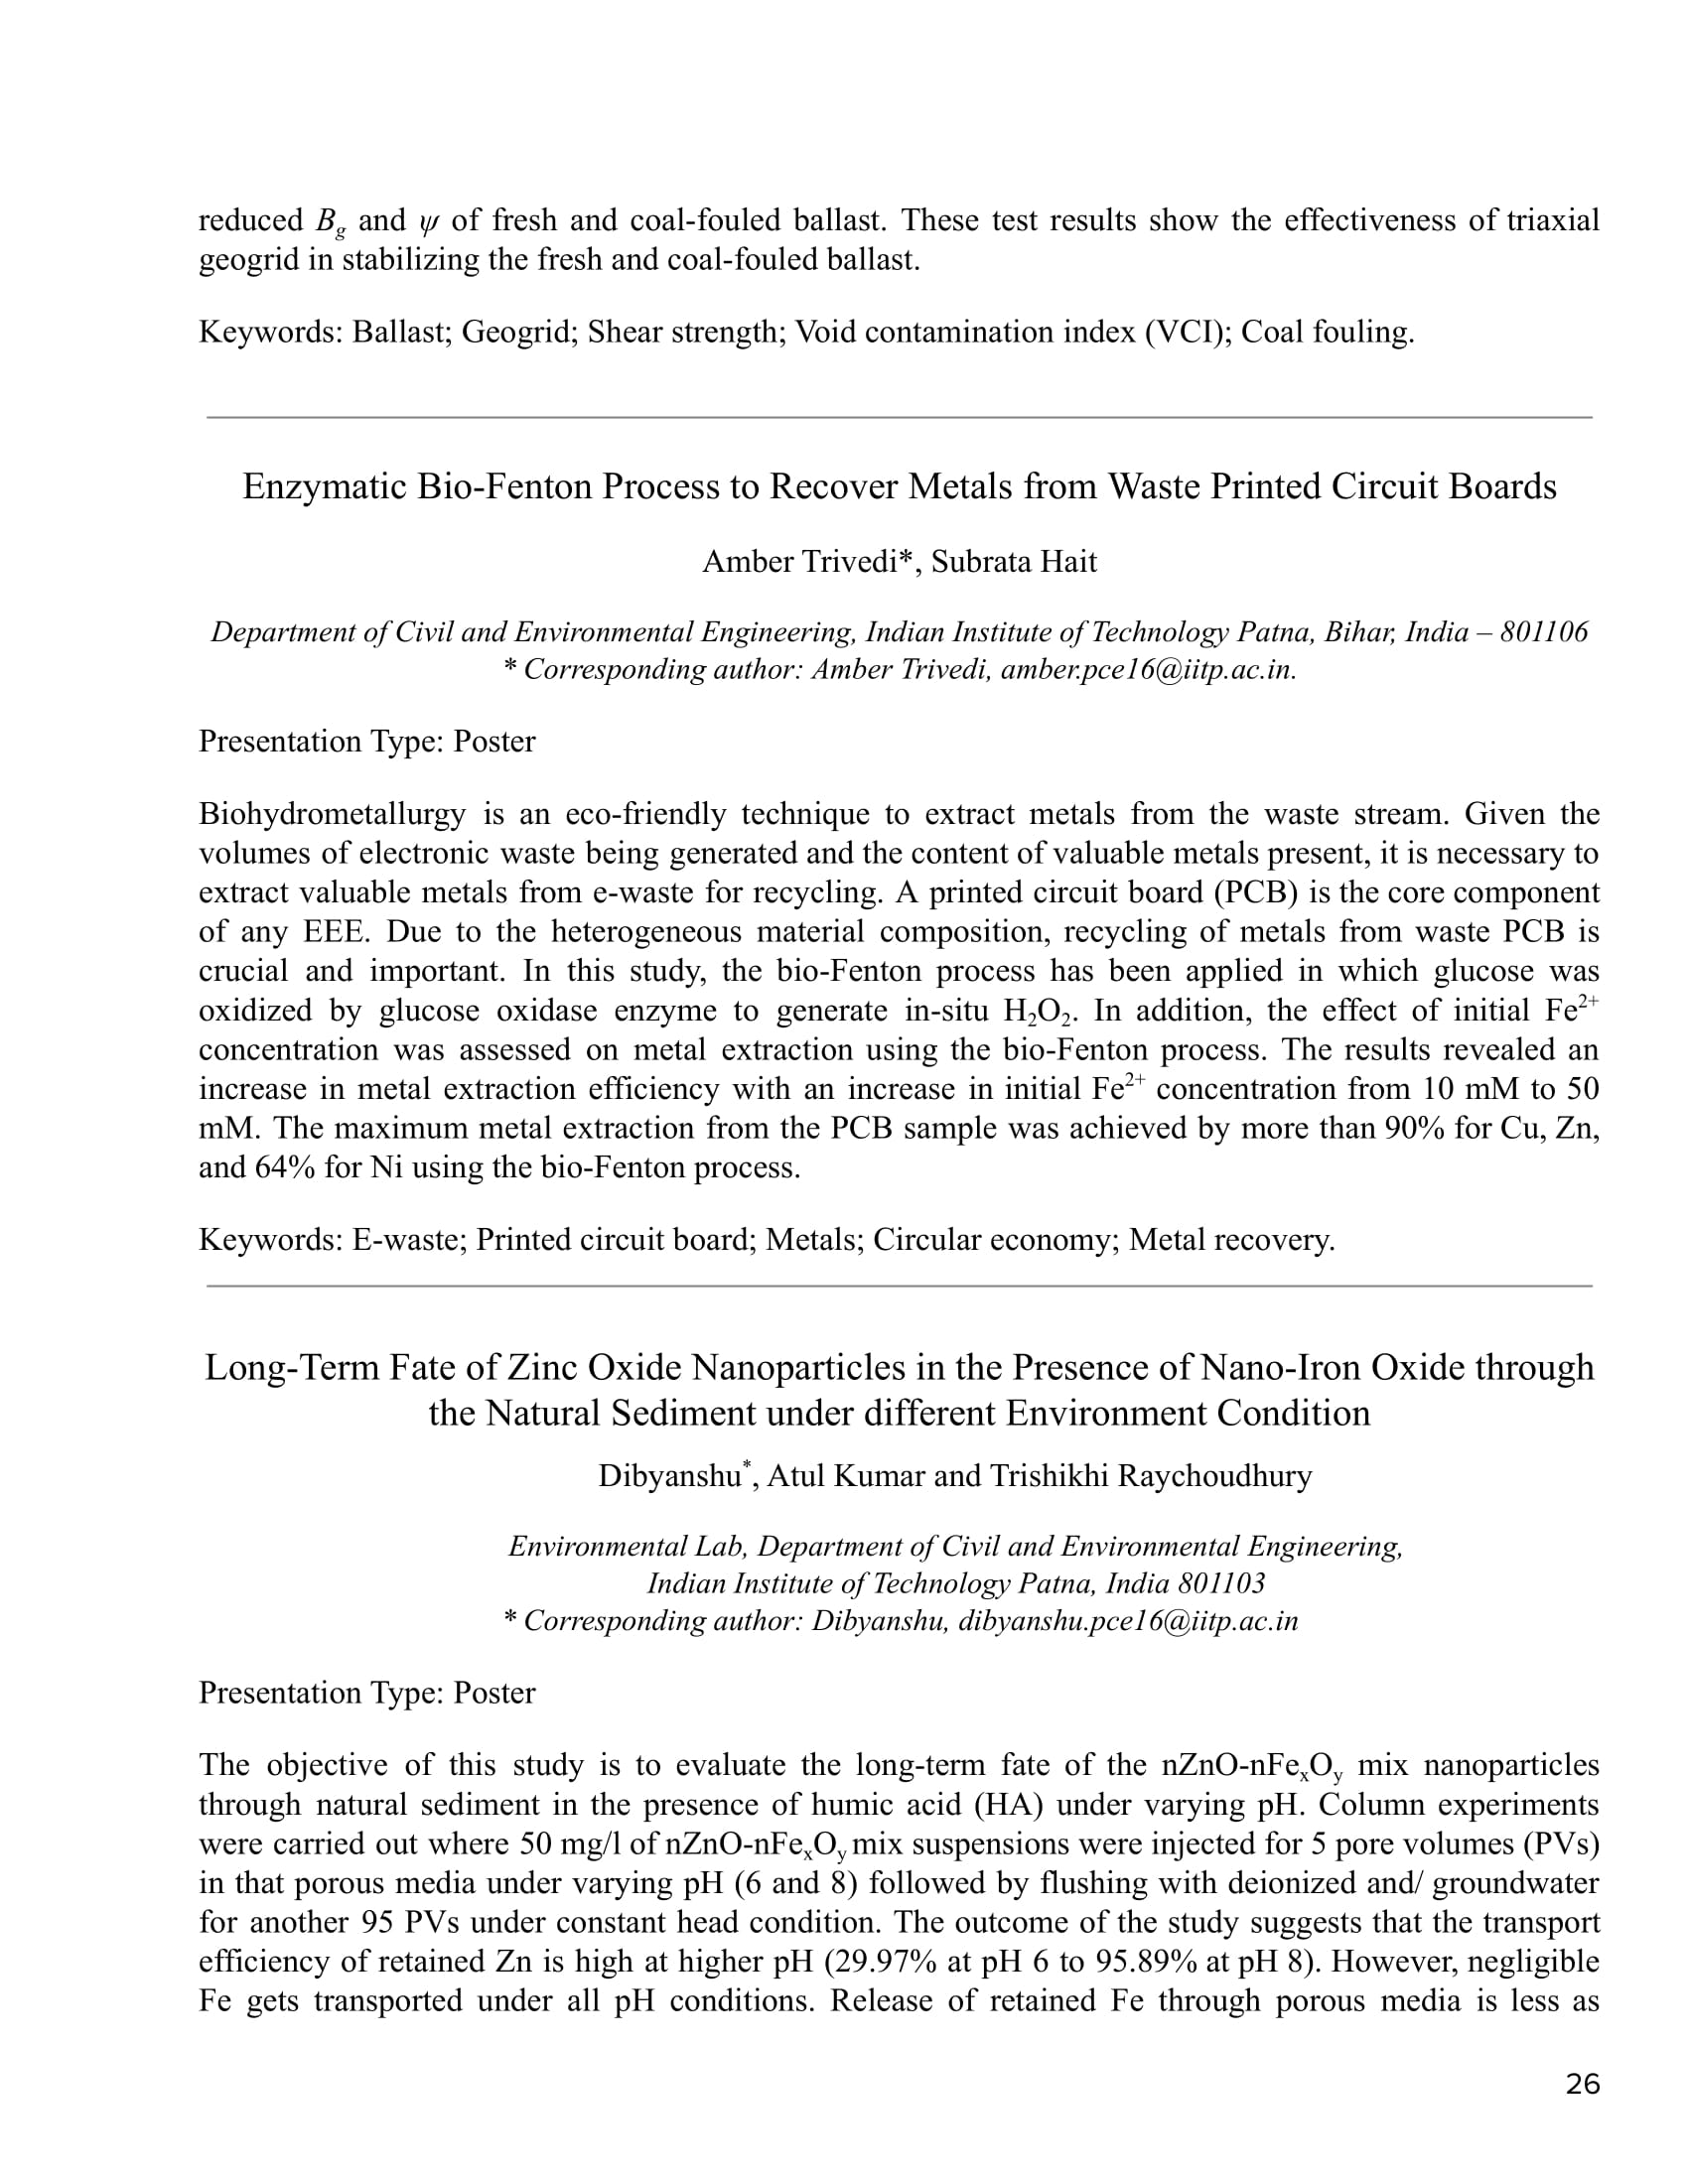 reduced Bg and ψ of fresh and coal-fouled ballast. These test results show the effectiveness of triaxial
geogrid in stabilizing the fresh and coal-fouled ballast.
Keywords: Ballast; Geogrid; Shear strength; Void contamination index (VCI); Coal fouling.
Enzymatic Bio-Fenton Process to Recover Metals from Waste Printed Circuit Boards
Amber Trivedi*, Subrata Hait
Department of Civil and Environmental Engineering, Indian Institute of Technology Patna, Bihar, India – 801106
* Corresponding author: Amber Trivedi, amber.pce16@iitp.ac.in.
Presentation Type: Poster
Biohydrometallurgy is an eco-friendly technique to extract metals from the waste stream. Given the
volumes of electronic waste being generated and the content of valuable metals present, it is necessary to
extract valuable metals from e-waste for recycling. A printed circuit board (PCB) is the core component
of any EEE. Due to the heterogeneous material composition, recycling of metals from waste PCB is
crucial and important. In this study, the bio-Fenton process has been applied in which glucose was
oxidized by glucose oxidase enzyme to generate in-situ H₂O₂. In addition, the effect of initial Fe²⁺
concentration was assessed on metal extraction using the bio-Fenton process. The results revealed an
increase in metal extraction efficiency with an increase in initial Fe²⁺ concentration from 10 mM to 50
mM. The maximum metal extraction from the PCB sample was achieved by more than 90% for Cu, Zn,
and 64% for Ni using the bio-Fenton process.
Keywords: E-waste; Printed circuit board; Metals; Circular economy; Metal recovery.
Long-Term Fate of Zinc Oxide Nanoparticles in the Presence of Nano-Iron Oxide through
the Natural Sediment under different Environment Condition
Dibyanshu*, Atul Kumar and Trishikhi Raychoudhury
Environmental Lab, Department of Civil and Environmental Engineering,
Indian Institute of Technology Patna, India 801103
* Corresponding author: Dibyanshu, dibyanshu.pce16@iitp.ac.in
Presentation Type: Poster
The objective of this study is to evaluate the long-term fate of the nZnO-nFexOy mix nanoparticles
through natural sediment in the presence of humic acid (HA) under varying pH. Column experiments
were carried out where 50 mg/l of nZnO-nFexOy mix suspensions were injected for 5 pore volumes (PVs)
in that porous media under varying pH (6 and 8) followed by flushing with deionized and/ groundwater
for another 95 PVs under constant head condition. The outcome of the study suggests that the transport
efficiency of retained Zn is high at higher pH (29.97% at pH 6 to 95.89% at pH 8). However, negligible
Fe gets transported under all pH conditions. Release of retained Fe through porous media is less as
26